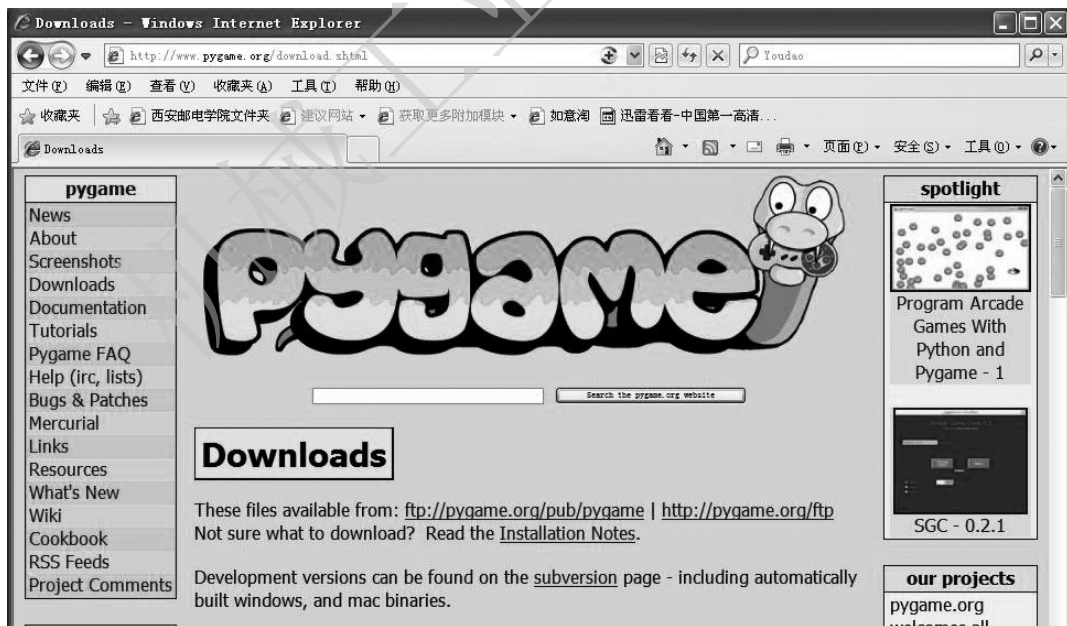 Downloads - Windows Internet Explorer
http://www.pygame.org/download.shtml
Youdao
文件(F) 编辑(E) 查看(V) 收藏夹(A) 工具(T) 帮助(H)
收藏夹 西安邮电学院文件夹 建议网站 获取更多附加模块 如意淘 迅雷看看-中国第一高清...
Downloads
页面(P) 安全(S) 工具(O)
pygame
News
About
Screenshots
Downloads
Documentation
Tutorials
Pygame FAQ
Help (irc, lists)
Bugs & Patches
Mercurial
Links
Resources
What's New
Wiki
Cookbook
RSS Feeds
Project Comments
pygame
Search the pygame.org website
Downloads
These files available from: ftp://pygame.org/pub/pygame | http://pygame.org/ftp
Not sure what to download? Read the Installation Notes.
Development versions can be found on the subversion page - including automatically
built windows, and mac binaries.
spotlight
Program Arcade
Games With
Python and
Pygame - 1
SGC - 0.2.1
our projects
pygame.org
welcomes all